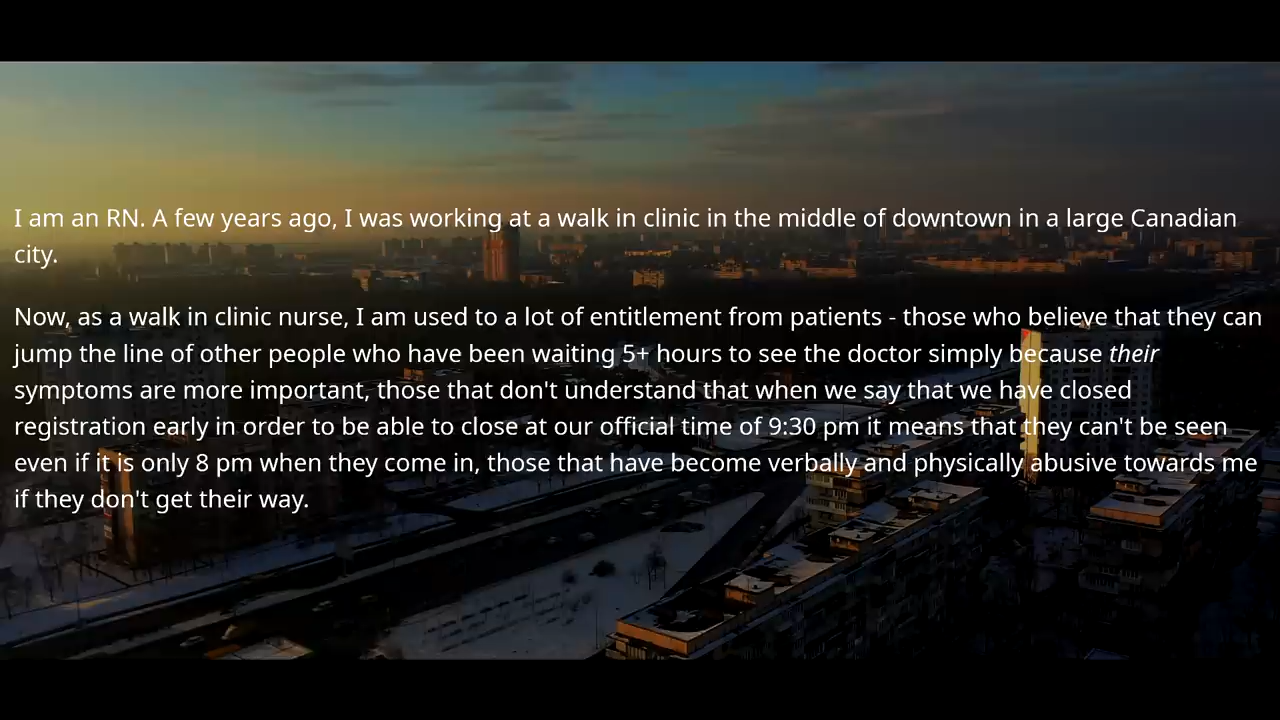 I am an RN. A few years ago, I was working at a walk in clinic in the middle of downtown in a large Canadian
city.
Now, as a walk in clinic nurse, I am used to a lot of entitlement from patients - those who believe that they can
jump the line of other people who have been waiting 5+ hours to see the doctor simply because their
symptoms are more important, those that don't understand that when we say that we have closed
registration early in order to be able to close at our official time of 9:30 pm it means that they can't be seen
even if it is only 8 pm when they come in, those that have become verbally and physically abusive towards me
if they don't get their way.